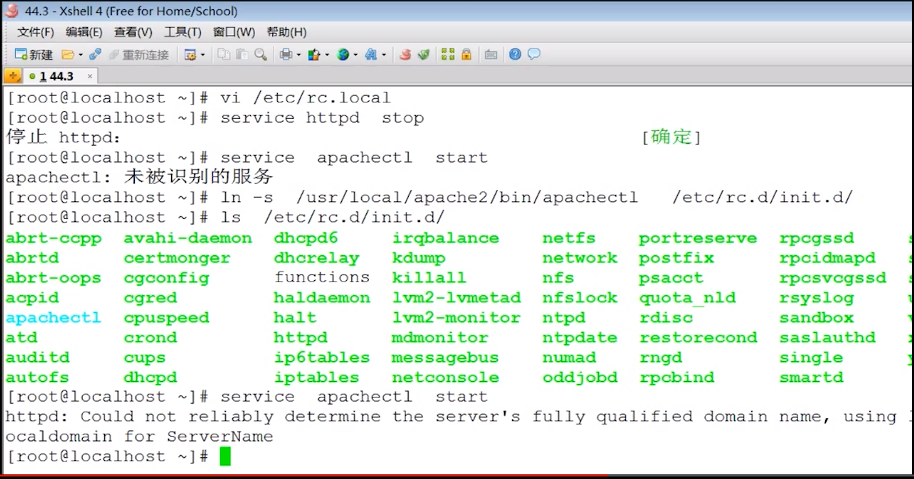 44.3 - Xshell 4 (Free for Home/School)
文件(F) 编辑(E) 查看(V) 工具(T) 窗口(W) 帮助(H)
新建 重新连接
1 44.3
[root@localhost ~]# vi /etc/rc.local
[root@localhost ~]# service httpd  stop
停止 httpd: [确定]
[root@localhost ~]# service  apachectl  start
apachectl: 未被识别的服务
[root@localhost ~]# ln -s  /usr/local/apache2/bin/apachectl   /etc/rc.d/init.d/
[root@localhost ~]# ls  /etc/rc.d/init.d/
abrt-ccpp avahi-daemon dhcpd6 irqbalance netfs portreserve rpcgssd s
abrtd certmonger dhcrelay kdump network postfix rpcidmapd s
abrt-oops cgconfig functions killall nfs psacct rpcsvcgssd s
acpid cgred haldaemon lvm2-lvmetad nfslock quota_nld rsyslog u
apachectl cpuspeed halt lvm2-monitor ntpd rdisc sandbox
atd crond httpd mdmonitor ntpdate restorecond saslauthd
auditd cups ip6tables messagebus numad rngd single y
autofs dhcpd iptables netconsole oddjobd rpcbind smartd
[root@localhost ~]# service  apachectl  start
httpd: Could not reliably determine the server's fully qualified domain name, using l
ocaldomain for ServerName
[root@localhost ~]#